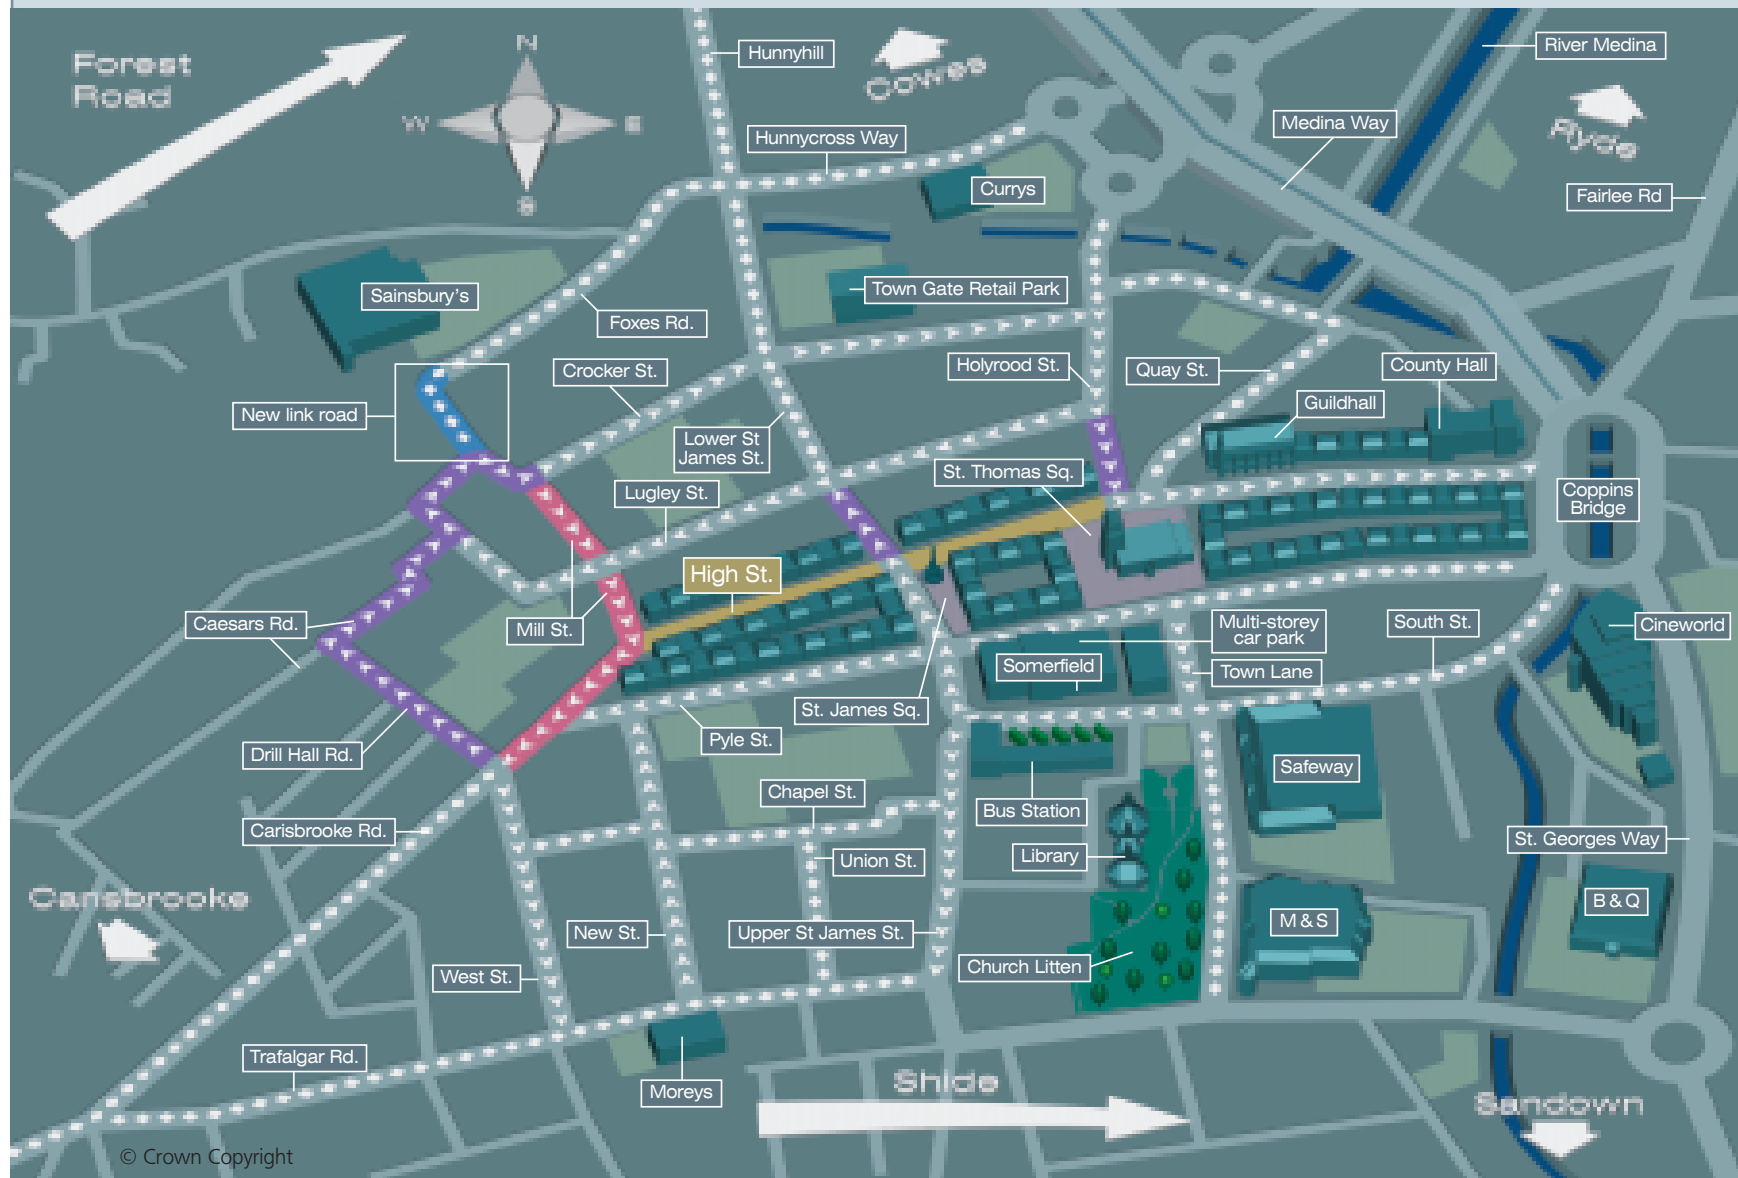 Forest
Road
N
W
E
S
Hunnyhill
Cowes
River Medina
Ryde
Medina Way
Hunnycross Way
Currys
Fairlee Rd
Sainsbury's
Town Gate Retail Park
Foxes Rd.
Crocker St.
Holyrood St.
Quay St.
County Hall
New link road
Guildhall
Lower St
James St.
St. Thomas Sq.
Lugley St.
Coppins
Bridge
High St.
Caesars Rd.
Mill St.
Multi-storey
car park
South St.
Cineworld
Somerfield
Town Lane
St. James Sq.
Pyle St.
Drill Hall Rd.
Safeway
Chapel St.
Bus Station
Carisbrooke Rd.
St. Georges Way
Union St.
Library
Carisbrooke
B & Q
M & S
New St.
Upper St James St.
Church Litten
West St.
Trafalgar Rd.
Moreys
Shide
Sandown
© Crown Copyright